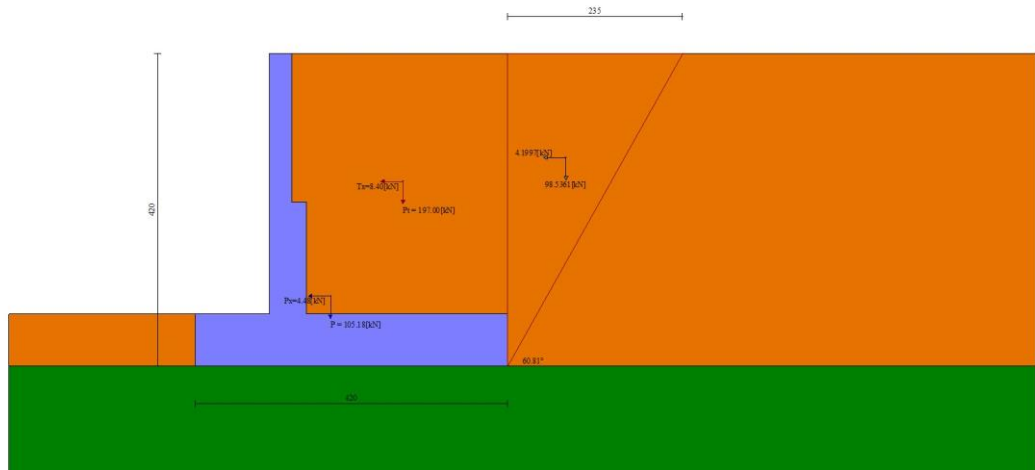 235
4.1997[kN]
98.5361[kN]
Tx=8.40[kN]
Pt = 197.00[kN]
420
Px=4.48[kN]
P = 105.18[kN]
60.81°
420